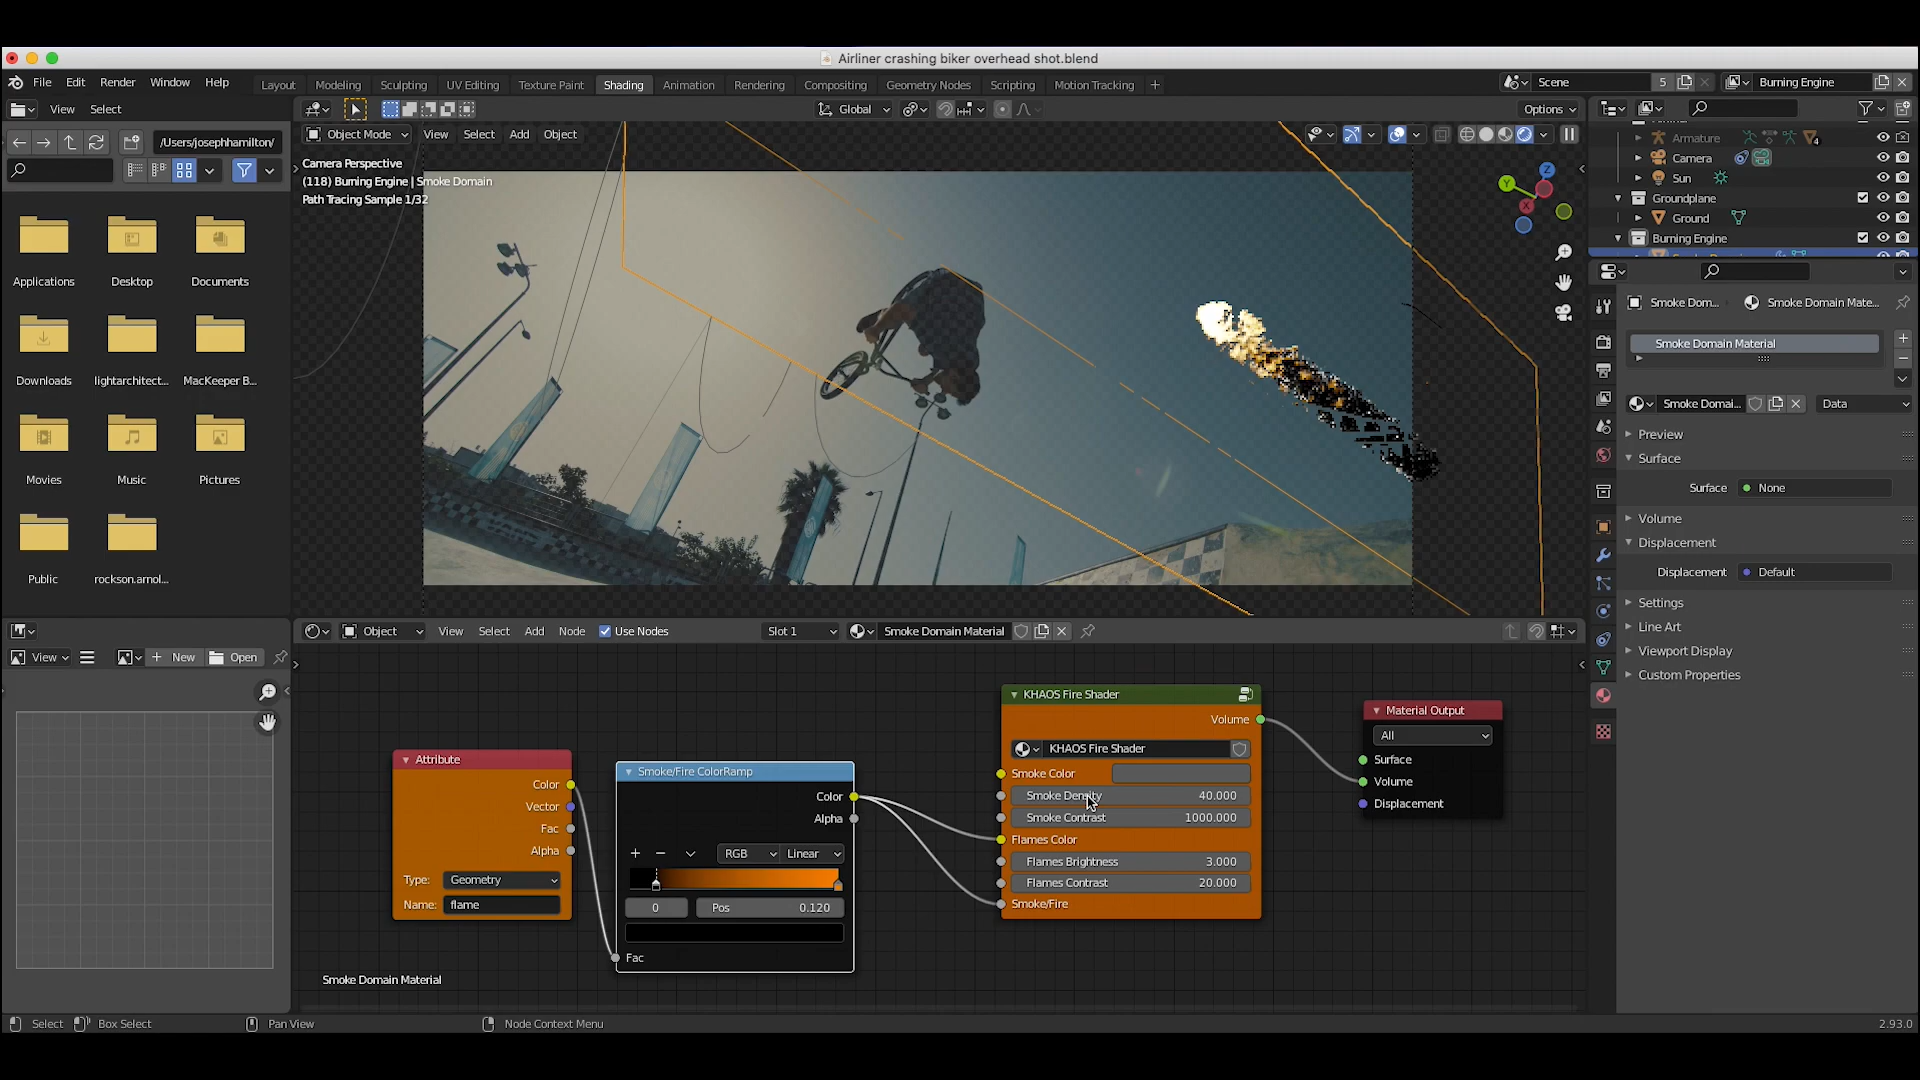 Airliner crashing biker overhead shot.blend
File Edit Render Window Help
Layout Modeling Sculpting UV Editing Texture Paint Shading Animation Rendering Compositing Geometry Nodes Scripting Motion Tracking +
Scene 5 Burning Engine
View Select
Global
Options
/Users/josephhamilton/
Object Mode View Select Add Object
Camera Perspective
(118) Burning Engine | Smoke Domain
Path Tracing Sample 1/32
Z
Y
X
Armature 4
Camera
Sun
Groundplane
Ground
Burning Engine
Applications Desktop Documents
Downloads lightarchitect... MacKeeper B...
Movies Music Pictures
Public rockson.arnol...
Smoke Dom... Smoke Domain Mate...
Smoke Domain Material
Smoke Domai... Data
Preview
Surface
Surface None
Volume
Displacement
Displacement Default
Settings
Line Art
Viewport Display
Custom Properties
Object View Select Add Node Use Nodes Slot 1 Smoke Domain Material
View New Open
Attribute
Color
Vector
Fac
Alpha
Type: Geometry
Name: flame
Smoke/Fire ColorRamp
Color
Alpha
RGB Linear
0 Pos 0.120
Fac
KHAOS Fire Shader
Volume
KHAOS Fire Shader
Smoke Color
Smoke Density 40.000
Smoke Contrast 1000.000
Flames Color
Flames Brightness 3.000
Flames Contrast 20.000
Smoke/Fire
Material Output
All
Surface
Volume
Displacement
Smoke Domain Material
Select Box Select Pan View Node Context Menu 2.93.0